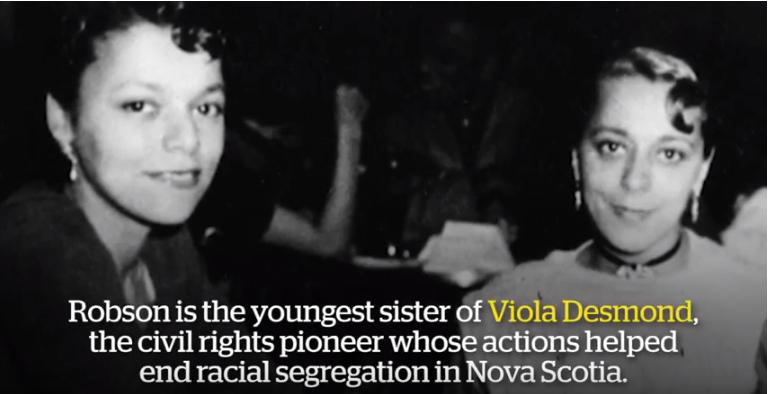 Robson is the youngest sister of Viola Desmond,
the civil rights pioneer whose actions helped
end racial segregation in Nova Scotia.